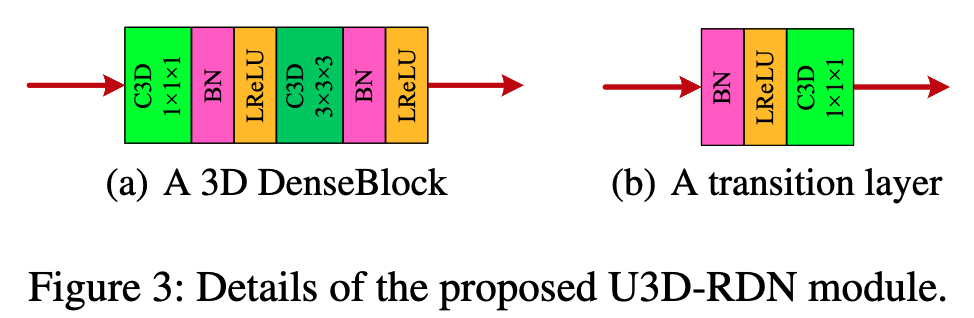 C3D
1×1×1
BN
LReLU
C3D
3×3×3
BN
LReLU
BN
LReLU
C3D
1×1×1
(a) A 3D DenseBlock
(b) A transition layer
Figure 3: Details of the proposed U3D-RDN module.